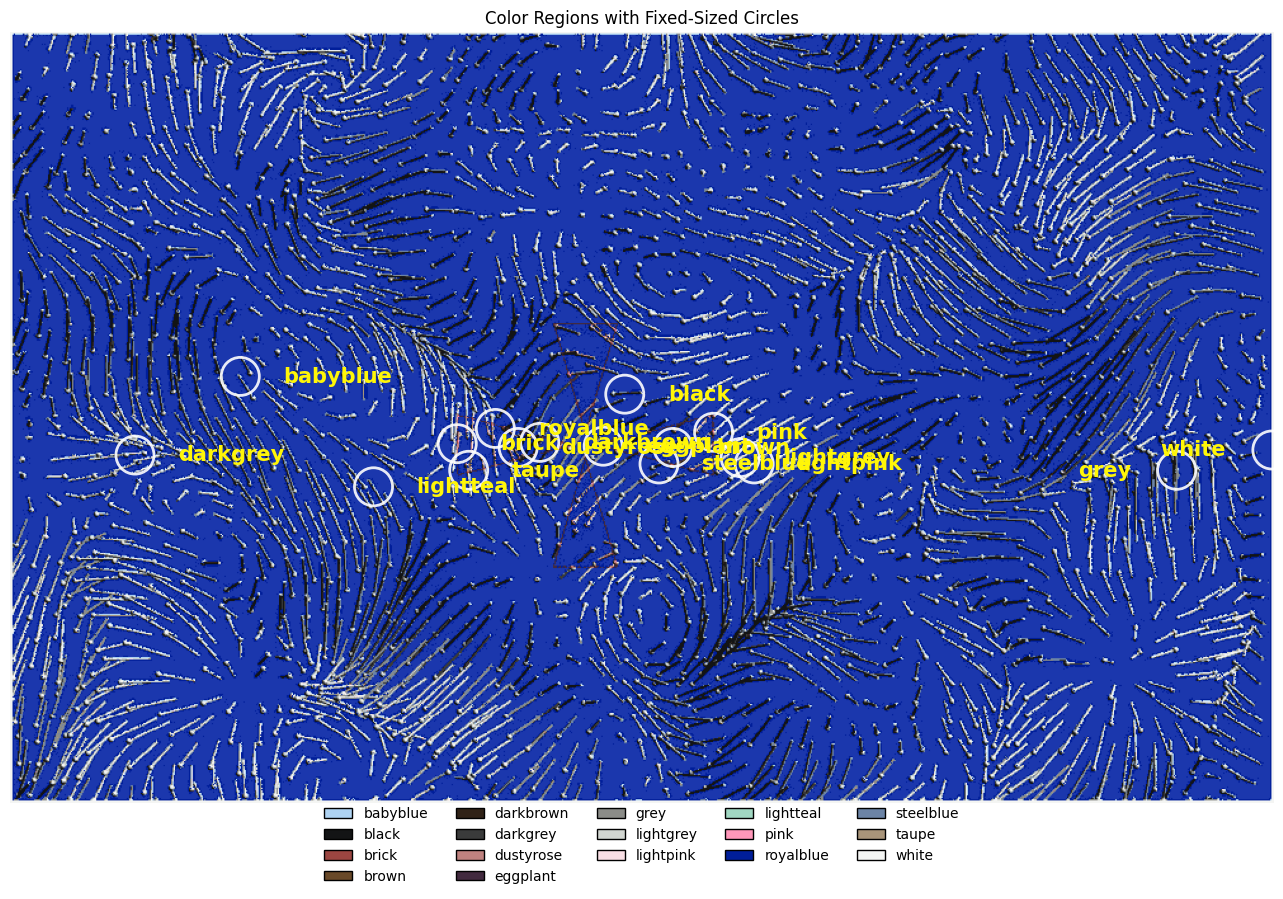 Color Regions with Fixed-Sized Circles
babyblue
black
royalblue
pink
brick
darkbrown
dustyrose
eggplant
brown
white
darkgrey
lightgrey
steelblue
lightpink
taupe
grey
lightteal
babyblue darkbrown grey lightteal steelblue
black darkgrey lightgrey pink taupe
brick dustyrose lightpink royalblue white
brown eggplant